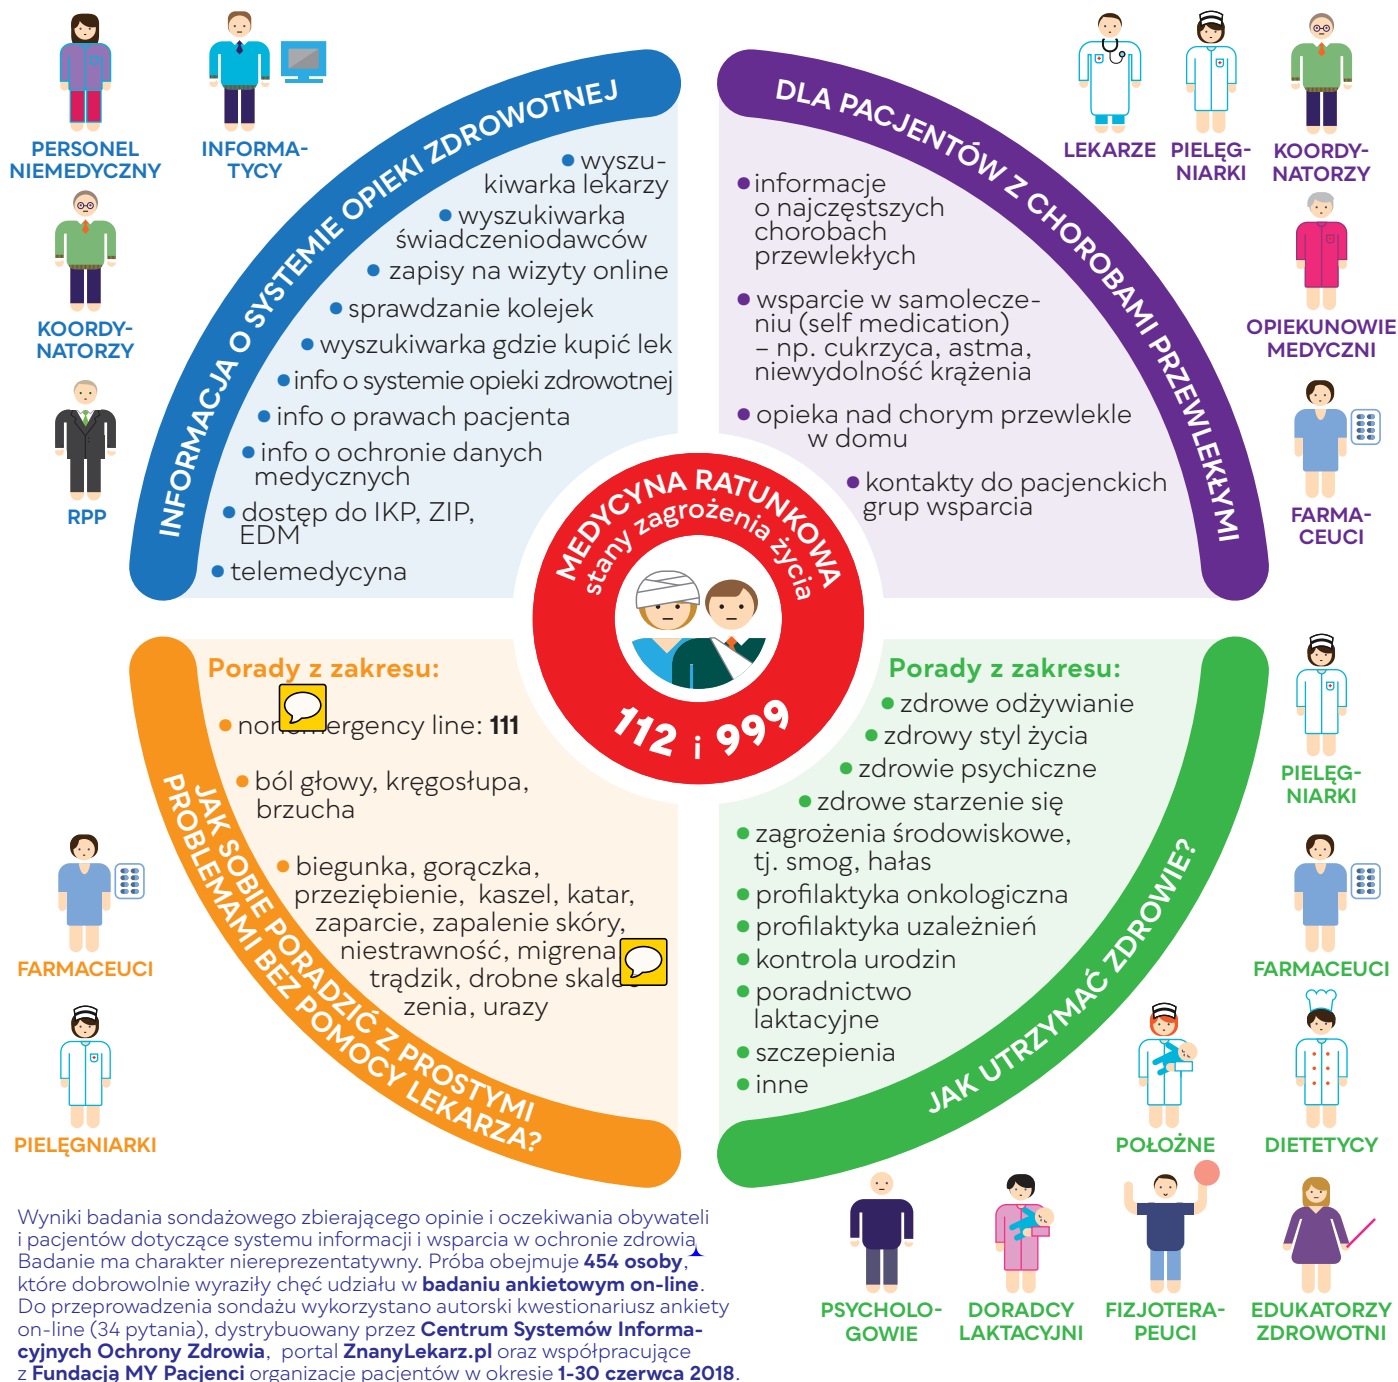 PERSONEL
NIEMEDYCZNY
INFORMA-
TYCY
KOORDY-
NATORZY
RPP
INFORMACJA O SYSTEMIE OPIEKI ZDROWOTNEJ
• wyszu-
kiwarka lekarzy
• wyszukiwarka
świadczeniodawców
• zapisy na wizyty online
• sprawdzanie kolejek
• wyszukiwarka gdzie kupić lek
• info o systemie opieki zdrowotnej
• info o prawach pacjenta
• info o ochronie danych
medycznych
• dostęp do IKP, ZIP,
EDM
• telemedycyna
DLA PACJENTÓW Z CHOROBAMI PRZEWLEKŁYMI
• informacje
o najczęstszych
chorobach
przewlekłych
• wsparcie w samolecze-
niu (self medication)
– np. cukrzyca, astma,
niewydolność krążenia
• opieka nad chorym przewlekle
w domu
• kontakty do pacjenckich
grup wsparcia
LEKARZE
PIELĘG-
NIARKI
KOORDY-
NATORZY
OPIEKUNOWIE
MEDYCZNI
FARMA-
CEUCI
MEDYCYNA RATUNKOWA
stany zagrożenia życia
112 i 999
JAK SOBIE PORADZIĆ Z PROSTYMI
PROBLEMAMI BEZ POMOCY LEKARZA?
Porady z zakresu:
• line: 111
• ból głowy, kręgosłupa,
brzucha
• biegunka, gorączka,
przeziębienie, kaszel, katar,
zaparcie, zapalenie skóry,
niestrawność, migrena
trądzik, drobne
zenia, urazy
FARMACEUCI
PIELĘGNIARKI
Porady z zakresu:
• zdrowe odżywianie
• zdrowy styl życia
• zdrowie psychiczne
• zdrowe starzenie się
• zagrożenia środowiskowe,
tj. smog, hałas
• profilaktyka onkologiczna
• profilaktyka uzależnień
• kontrola urodzin
• poradnictwo
laktacyjne
• szczepienia
• inne
JAK UTRZYMAĆ ZDROWIE?
PIELĘG-
NIARKI
FARMACEUCI
POŁOŻNE
DIETETYCY
PSYCHOLO-
GOWIE
DORADCY
LAKTACYJNI
FIZJOTERA-
PEUCI
EDUKATORZY
ZDROWOTNI
Wyniki badania sondażowego zbierającego opinie i oczekiwania obywateli
i pacjentów dotyczące systemu informacji i wsparcia w ochronie zdrowia
Badanie ma charakter niereprezentatywny. Próba obejmuje 454 osoby,
które dobrowolnie wyraziły chęć udziału w badaniu ankietowym on-line.
Do przeprowadzenia sondażu wykorzystano autorski kwestionariusz ankiety
on-line (34 pytania), dystrybuowany przez Centrum Systemów Informa-
cyjnych Ochrony Zdrowia, portal ZnanyLekarz.pl oraz współpracujące
z Fundacją MY Pacjenci organizacje pacjentów w okresie 1-30 czerwca 2018.